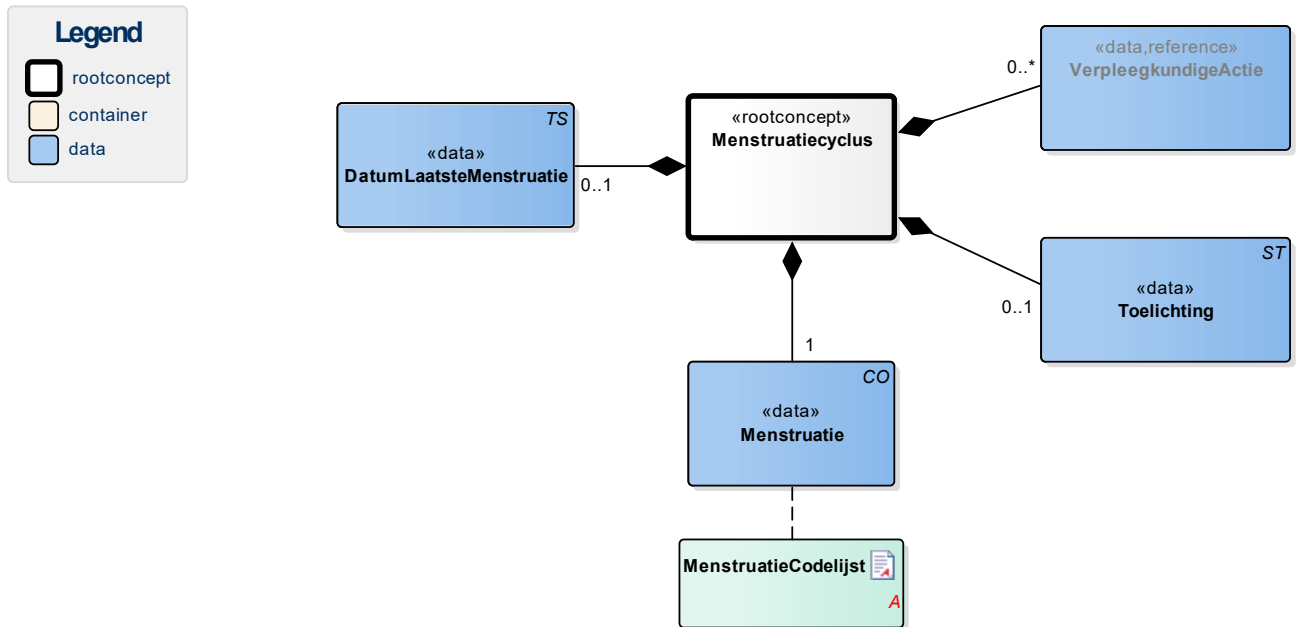 Legend
rootconcept
container
data
TS
«data»
DatumLaatsteMenstruatie
0..1
«rootconcept»
Menstruatiecyclus
0..*
«data,reference»
VerpleegkundigeActie
0..1
ST
«data»
Toelichting
1
CO
«data»
Menstruatie
MenstruatieCodelijst
A